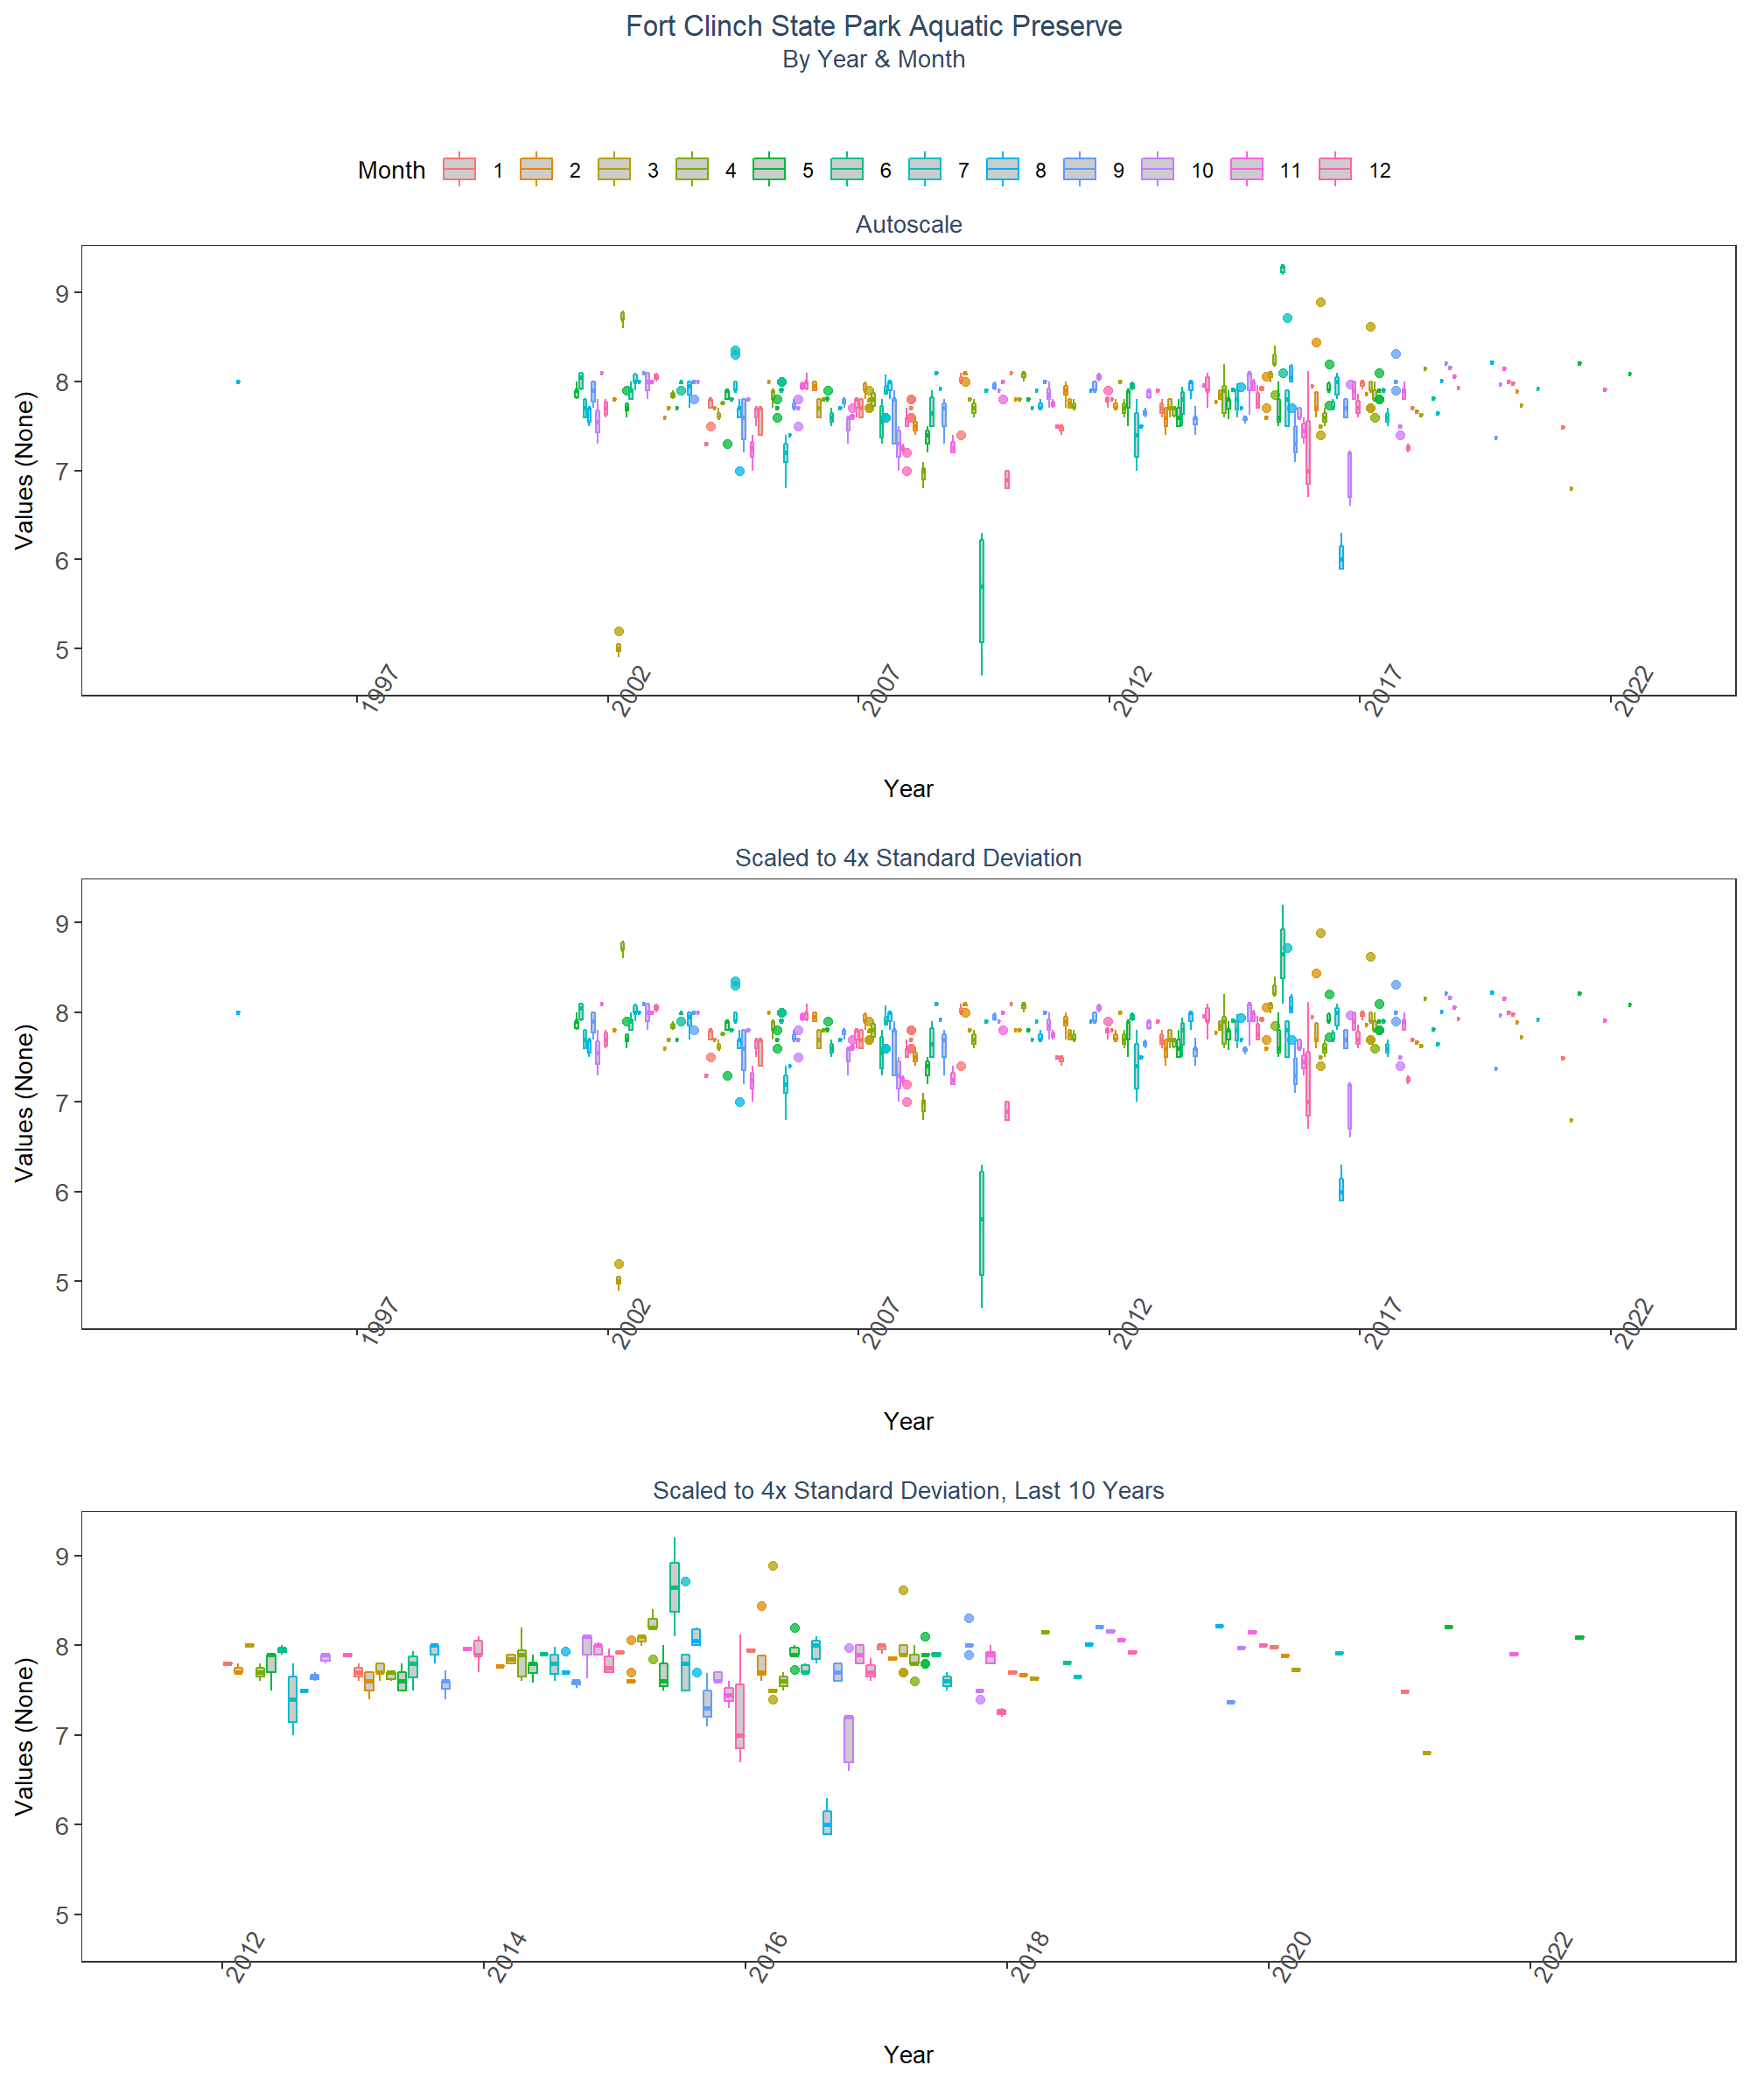 Fort Clinch State Park Aquatic Preserve
By Year & Month
Month 1 2 3 4 5 6 7 8 9 10 11 12
Autoscale
Values (None)
9
8
7
6
5
1997 2002 2007 2012 2017 2022
Year
Scaled to 4x Standard Deviation
Values (None)
9
8
7
6
5
1997 2002 2007 2012 2017 2022
Year
Scaled to 4x Standard Deviation, Last 10 Years
Values (None)
9
8
7
6
5
2012 2014 2016 2018 2020 2022
Year